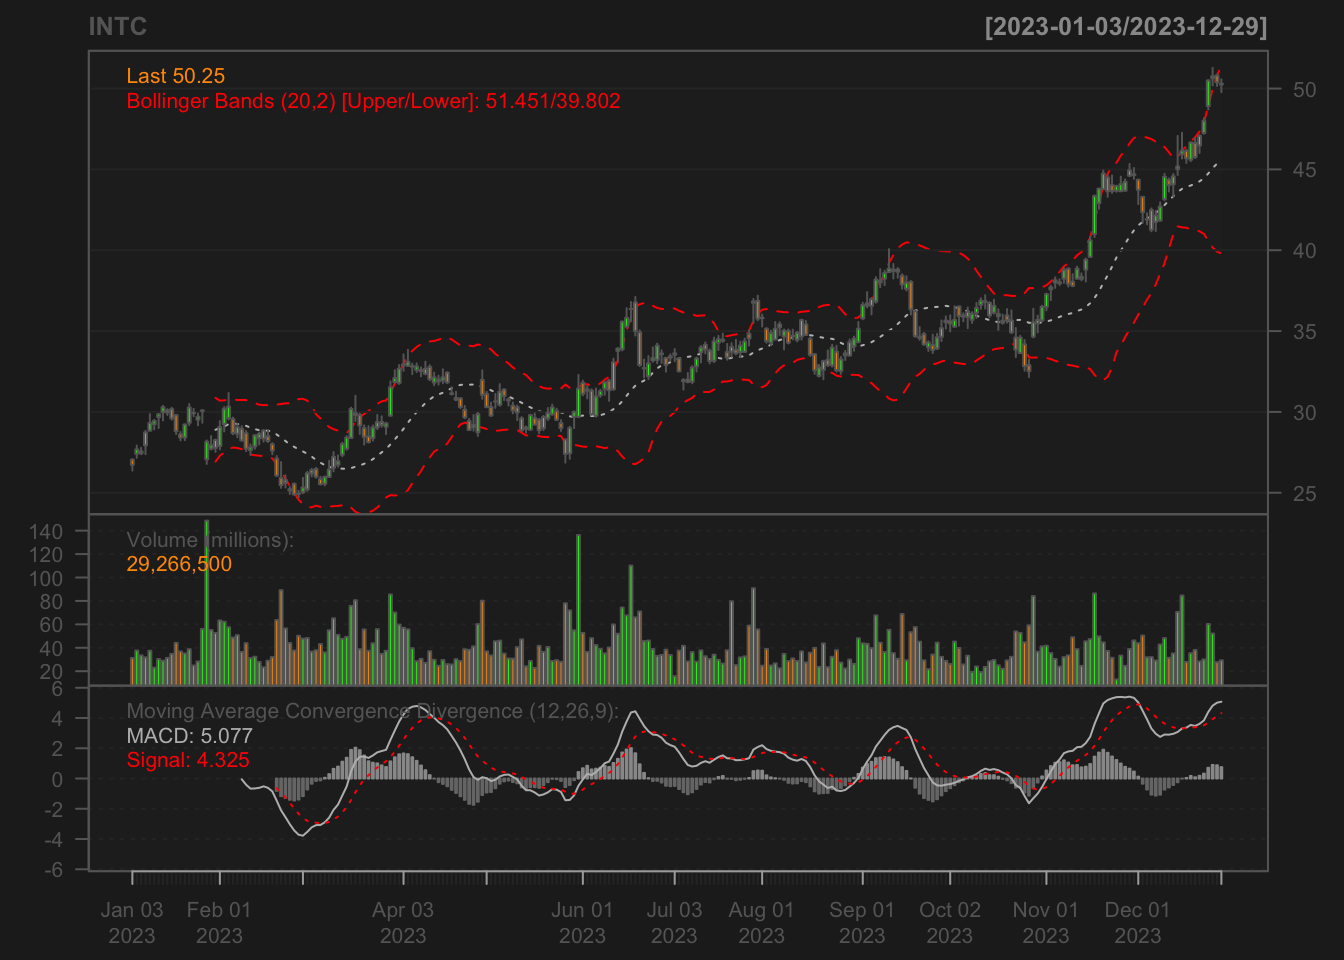 INTC [2023-01-03/2023-12-29]
Last 50.25
Bollinger Bands (20,2) [Upper/Lower]: 51.451/39.802
50
45
40
35
30
25
Volume (millions):
29,266,500
140
120
100
80
60
40
20
Moving Average Convergence Divergence (12,26,9):
MACD: 5.077
Signal: 4.325
6
4
2
0
-2
-4
-6
Jan 03 Feb 01 Apr 03 Jun 01 Jul 03 Aug 01 Sep 01 Oct 02 Nov 01 Dec 01
2023 2023 2023 2023 2023 2023 2023 2023 2023 2023